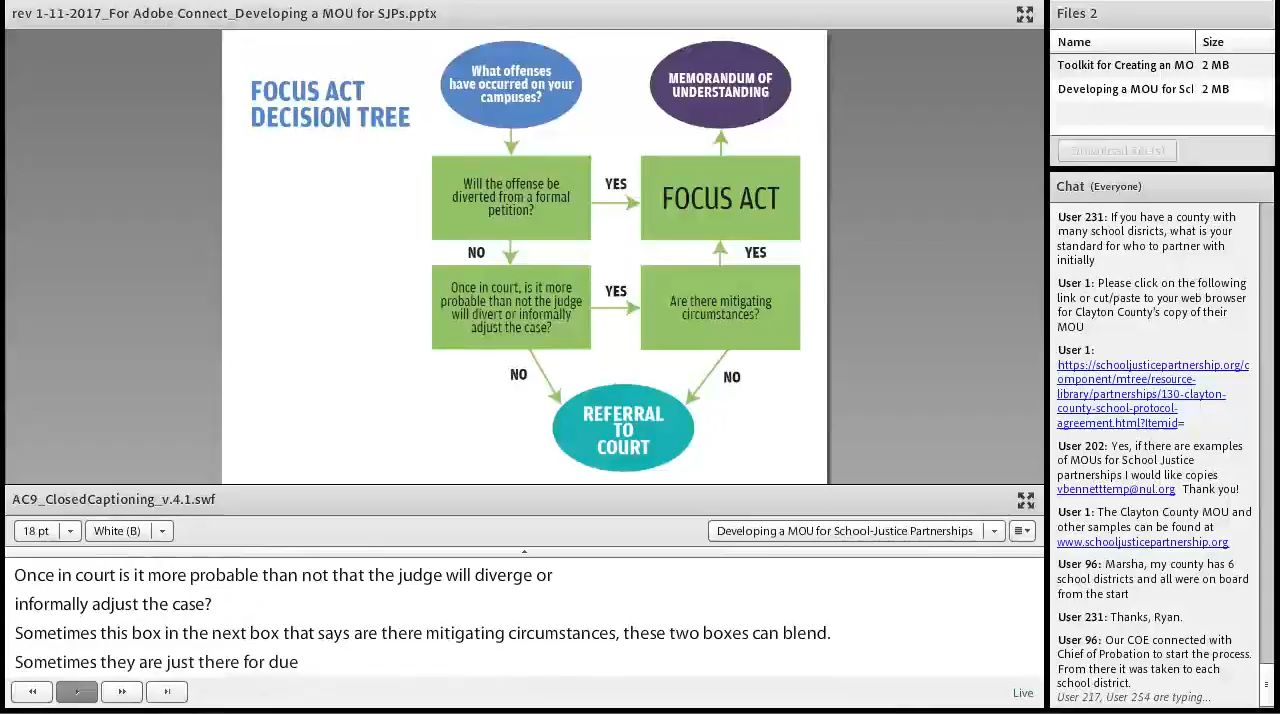 rev 1-11-2017_For Adobe Connect_Developing a MOU for SJPs.pptx
FOCUS ACT
DECISION TREE
What offenses
have occurred on your
campuses?
MEMORANDUM OF
UNDERSTANDING
Will the offense be
diverted from a formal
petition?
YES
FOCUS ACT
NO
YES
Once in court, is it more
probable than not the judge
will divert or informally
adjust the case?
YES
Are there mitigating
circumstances?
NO
NO
REFERRAL
TO
COURT
AC9_ClosedCaptioning_v.4.1.swf
18 pt
White (B)
Developing a MOU for School-Justice Partnerships
Once in court is it more probable than not that the judge will diverge or
informally adjust the case?
Sometimes this box in the next box that says are there mitigating circumstances, these two boxes can blend.
Sometimes they are just there for due
Live
Files 2
Name Size
Toolkit for Creating an MO 2 MB
Developing a MOU for Scl 2 MB
Download File(s)
Chat (Everyone)
User 231: If you have a county with
many school disricts, what is your
standard for who to partner with
initially
User 1: Please click on the following
link or cut/paste to your web browser
for Clayton County's copy of their
MOU
User 1:
https://schooljusticepartnership.org/c
omponent/mtree/resource-
library/partnerships/130-clayton-
county-school-protocol-
agreement.html?Itemid=
User 202: Yes, if there are examples
of MOUs for School Justice
partnerships I would like copies
vbennetttemp@nul.org Thank you!
User 1: The Clayton County MOU and
other samples can be found at
www.schooljusticepartnership.org
User 96: Marsha, my county has 6
school districts and all were on board
from the start
User 231: Thanks, Ryan.
User 96: Our COE connected with
Chief of Probation to start the process.
From there it was taken to each
school district.
User 217, User 254 are typing...